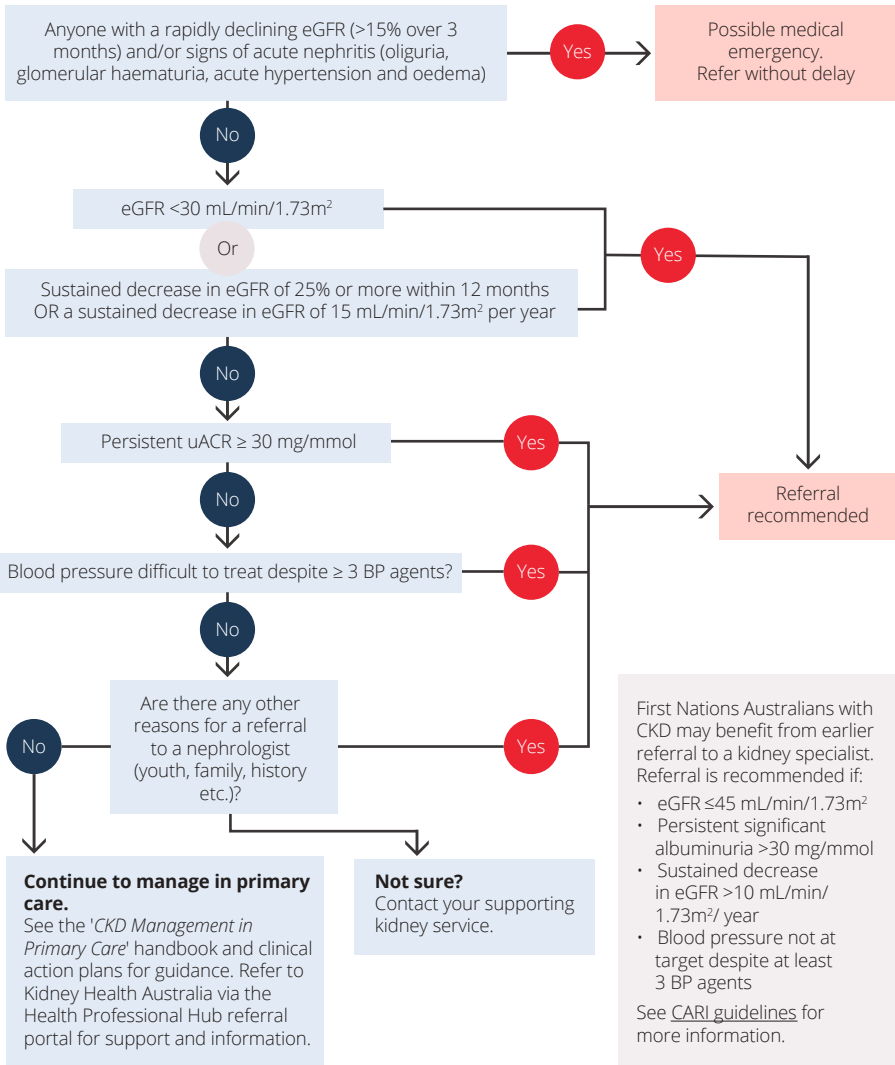 Anyone with a rapidly declining eGFR (>15% over 3
months) and/or signs of acute nephritis (oliguria,
glomerular haematuria, acute hypertension and oedema)
Yes
Possible medical
emergency.
Refer without delay
No
eGFR <30 mL/min/1.73m²
Or
Yes
Sustained decrease in eGFR of 25% or more within 12 months
OR a sustained decrease in eGFR of 15 mL/min/1.73m² per year
No
Persistent uACR ≥ 30 mg/mmol
Yes
No
Referral
recommended
Blood pressure difficult to treat despite ≥ 3 BP agents?
Yes
No
Are there any other
reasons for a referral
to a nephrologist
(youth, family, history
etc.)?
No
Yes
Continue to manage in primary
care.
See the 'CKD Management in
Primary Care' handbook and clinical
action plans for guidance. Refer to
Kidney Health Australia via the
Health Professional Hub referral
portal for support and information.
Not sure?
Contact your supporting
kidney service.
First Nations Australians with
CKD may benefit from earlier
referral to a kidney specialist.
Referral is recommended if:
• eGFR ≤45 mL/min/1.73m²
• Persistent significant
albuminuria >30 mg/mmol
• Sustained decrease
in eGFR >10 mL/min/
1.73m²/ year
• Blood pressure not at
target despite at least
3 BP agents
See CARI guidelines for
more information.